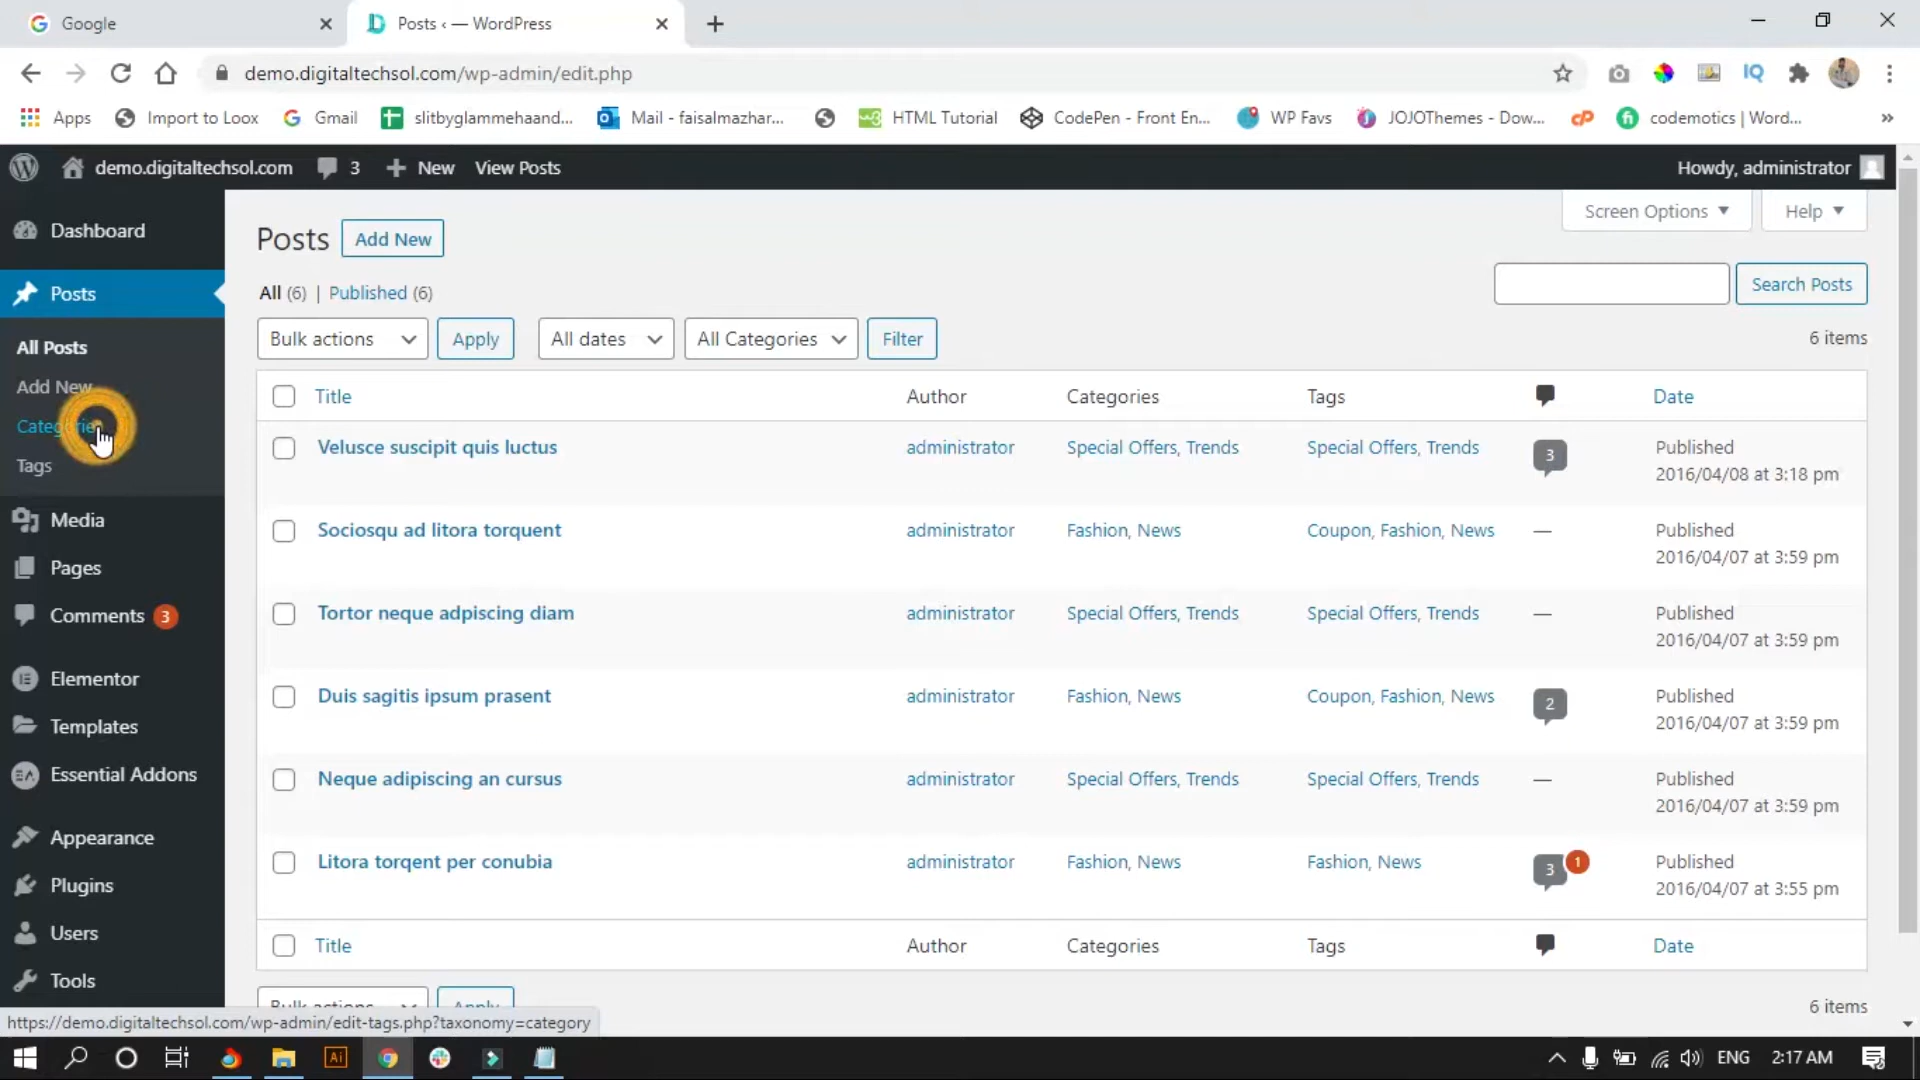 Google
Posts ‹ — WordPress
demo.digitaltechsol.com/wp-admin/edit.php
IQ
Apps
Import to Loox
Gmail
slitbyglammehaand...
Mail - faisalmazhar...
HTML Tutorial
CodePen - Front En...
WP Favs
JOJOThemes - Dow...
cP
codemotics | Word...
»
demo.digitaltechsol.com
3
New
View Posts
Howdy, administrator
Dashboard
Posts
All Posts
Add New
Categorie
Tags
Media
Pages
Comments 3
Elementor
Templates
Essential Addons
Appearance
Plugins
Users
Tools
Screen Options
Help
Posts
Add New
All (6) | Published (6)
Search Posts
Bulk actions
Apply
All dates
All Categories
Filter
6 items
Title Author Categories Tags Date
Velusce suscipit quis luctus administrator Special Offers, Trends Special Offers, Trends 3 Published
2016/04/08 at 3:18 pm
Sociosqu ad litora torquent administrator Fashion, News Coupon, Fashion, News — Published
2016/04/07 at 3:59 pm
Tortor neque adpiscing diam administrator Special Offers, Trends Special Offers, Trends — Published
2016/04/07 at 3:59 pm
Duis sagitis ipsum prasent administrator Fashion, News Coupon, Fashion, News 2 Published
2016/04/07 at 3:59 pm
Neque adipiscing an cursus administrator Special Offers, Trends Special Offers, Trends — Published
2016/04/07 at 3:59 pm
Litora torqent per conubia administrator Fashion, News Fashion, News 3 1 Published
2016/04/07 at 3:55 pm
Title Author Categories Tags Date
Bulk actions
Apply
6 items
https://demo.digitaltechsol.com/wp-admin/edit-tags.php?taxonomy=category
Ai
ENG
2:17 AM